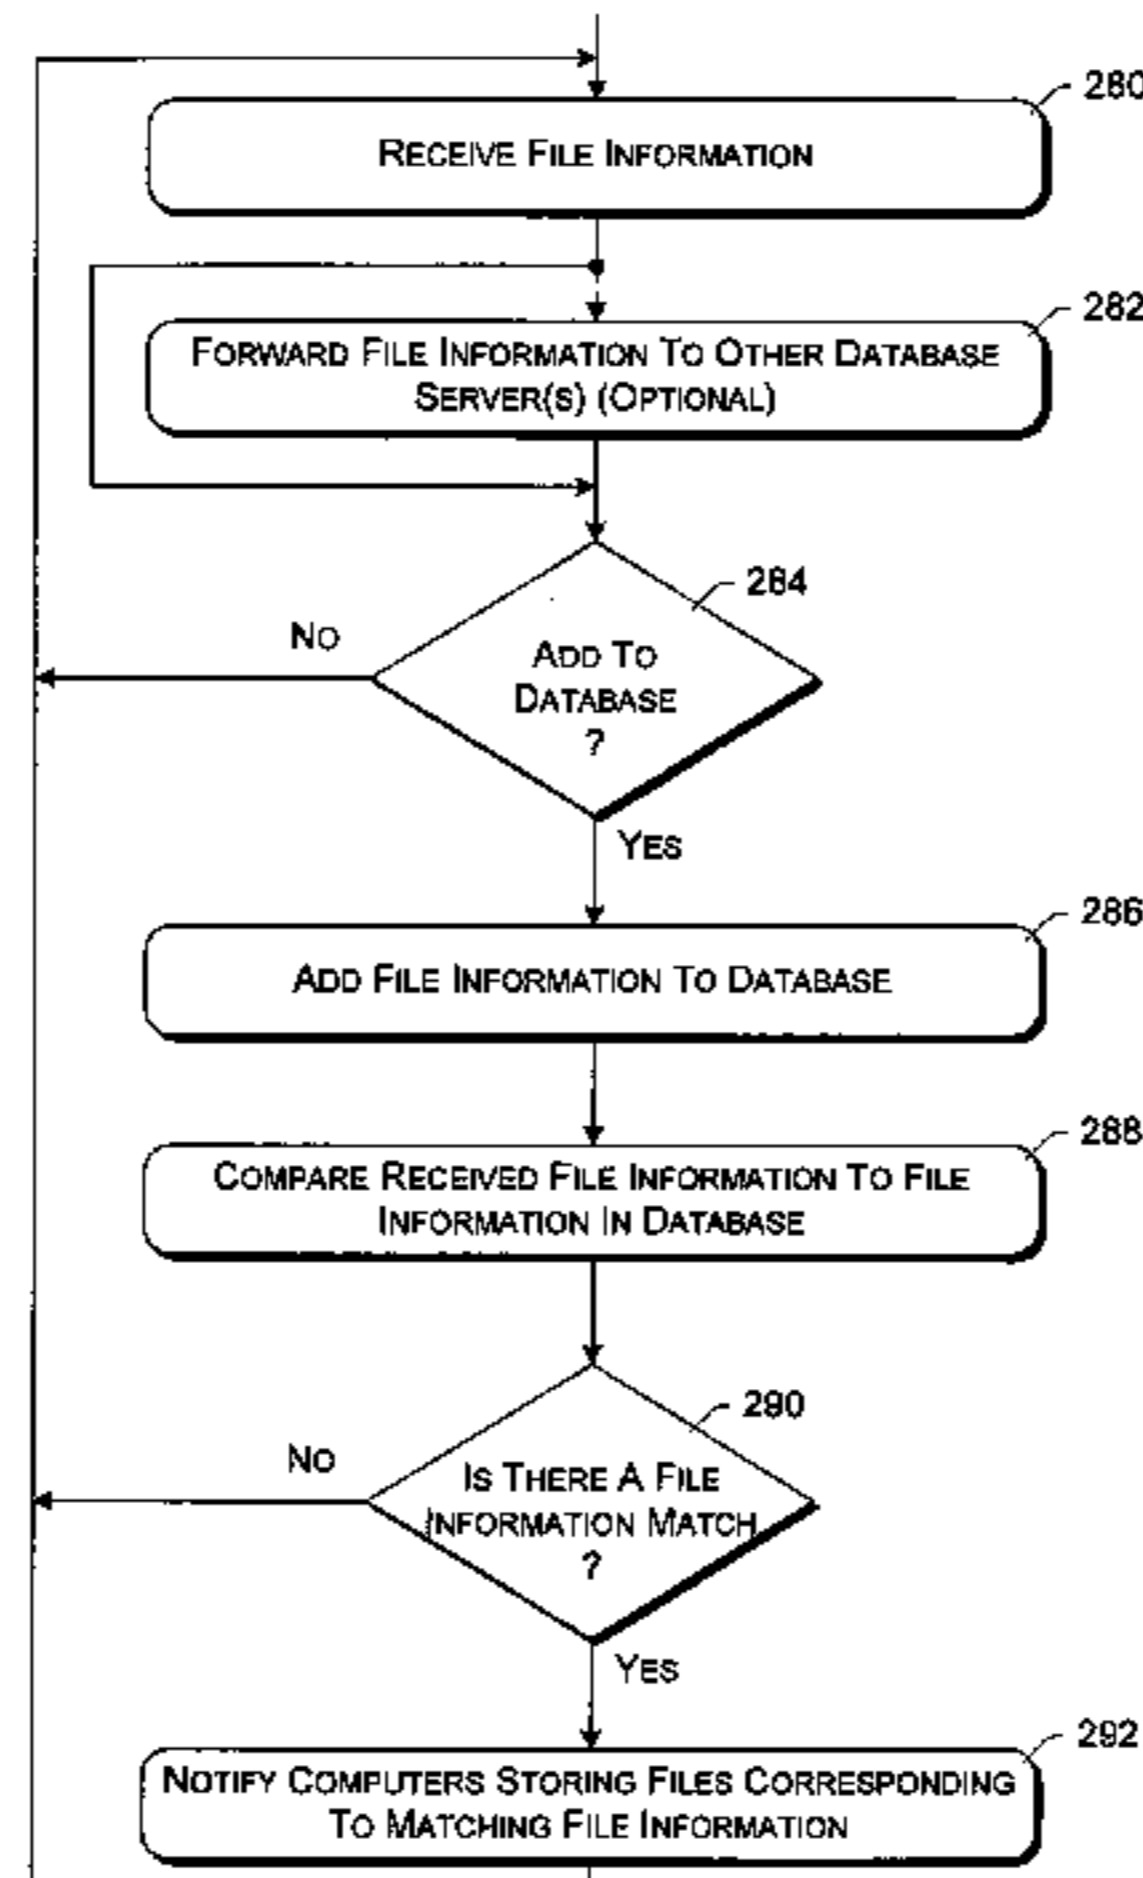 280
RECEIVE FILE INFORMATION
282
FORWARD FILE INFORMATION TO OTHER DATABASE
SERVER(S) (OPTIONAL)
284
NO
ADD TO
DATABASE
?
YES
286
ADD FILE INFORMATION TO DATABASE
288
COMPARE RECEIVED FILE INFORMATION TO FILE
INFORMATION IN DATABASE
290
NO
IS THERE A FILE
INFORMATION MATCH
?
YES
292
NOTIFY COMPUTERS STORING FILES CORRESPONDING
TO MATCHING FILE INFORMATION